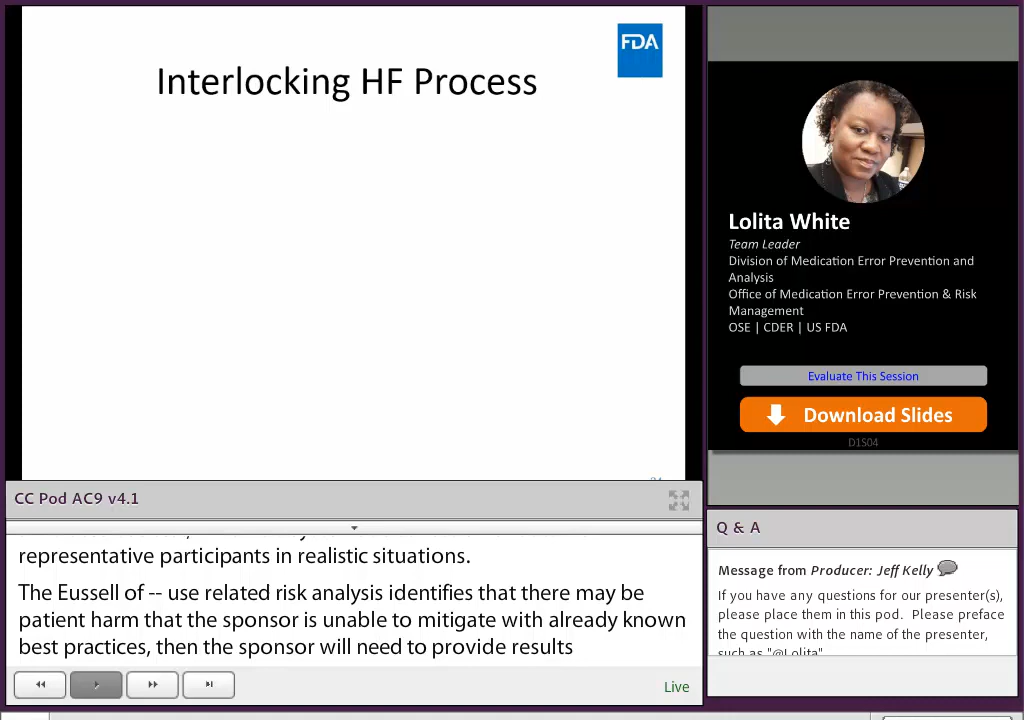 FDA
Interlocking HF Process
Lolita White
Team Leader
Division of Medication Error Prevention and
Analysis
Office of Medication Error Prevention & Risk
Management
OSE | CDER | US FDA
Evaluate This Session
Download Slides
D1S04
CC Pod AC9 v4.1
representative participants in realistic situations.
The Eussell of -- use related risk analysis identifies that there may be
patient harm that the sponsor is unable to mitigate with already known
best practices, then the sponsor will need to provide results
Live
Q & A
Message from Producer: Jeff Kelly
If you have any questions for our presenter(s),
please place them in this pod. Please preface
the question with the name of the presenter,
such as "@Lolita"